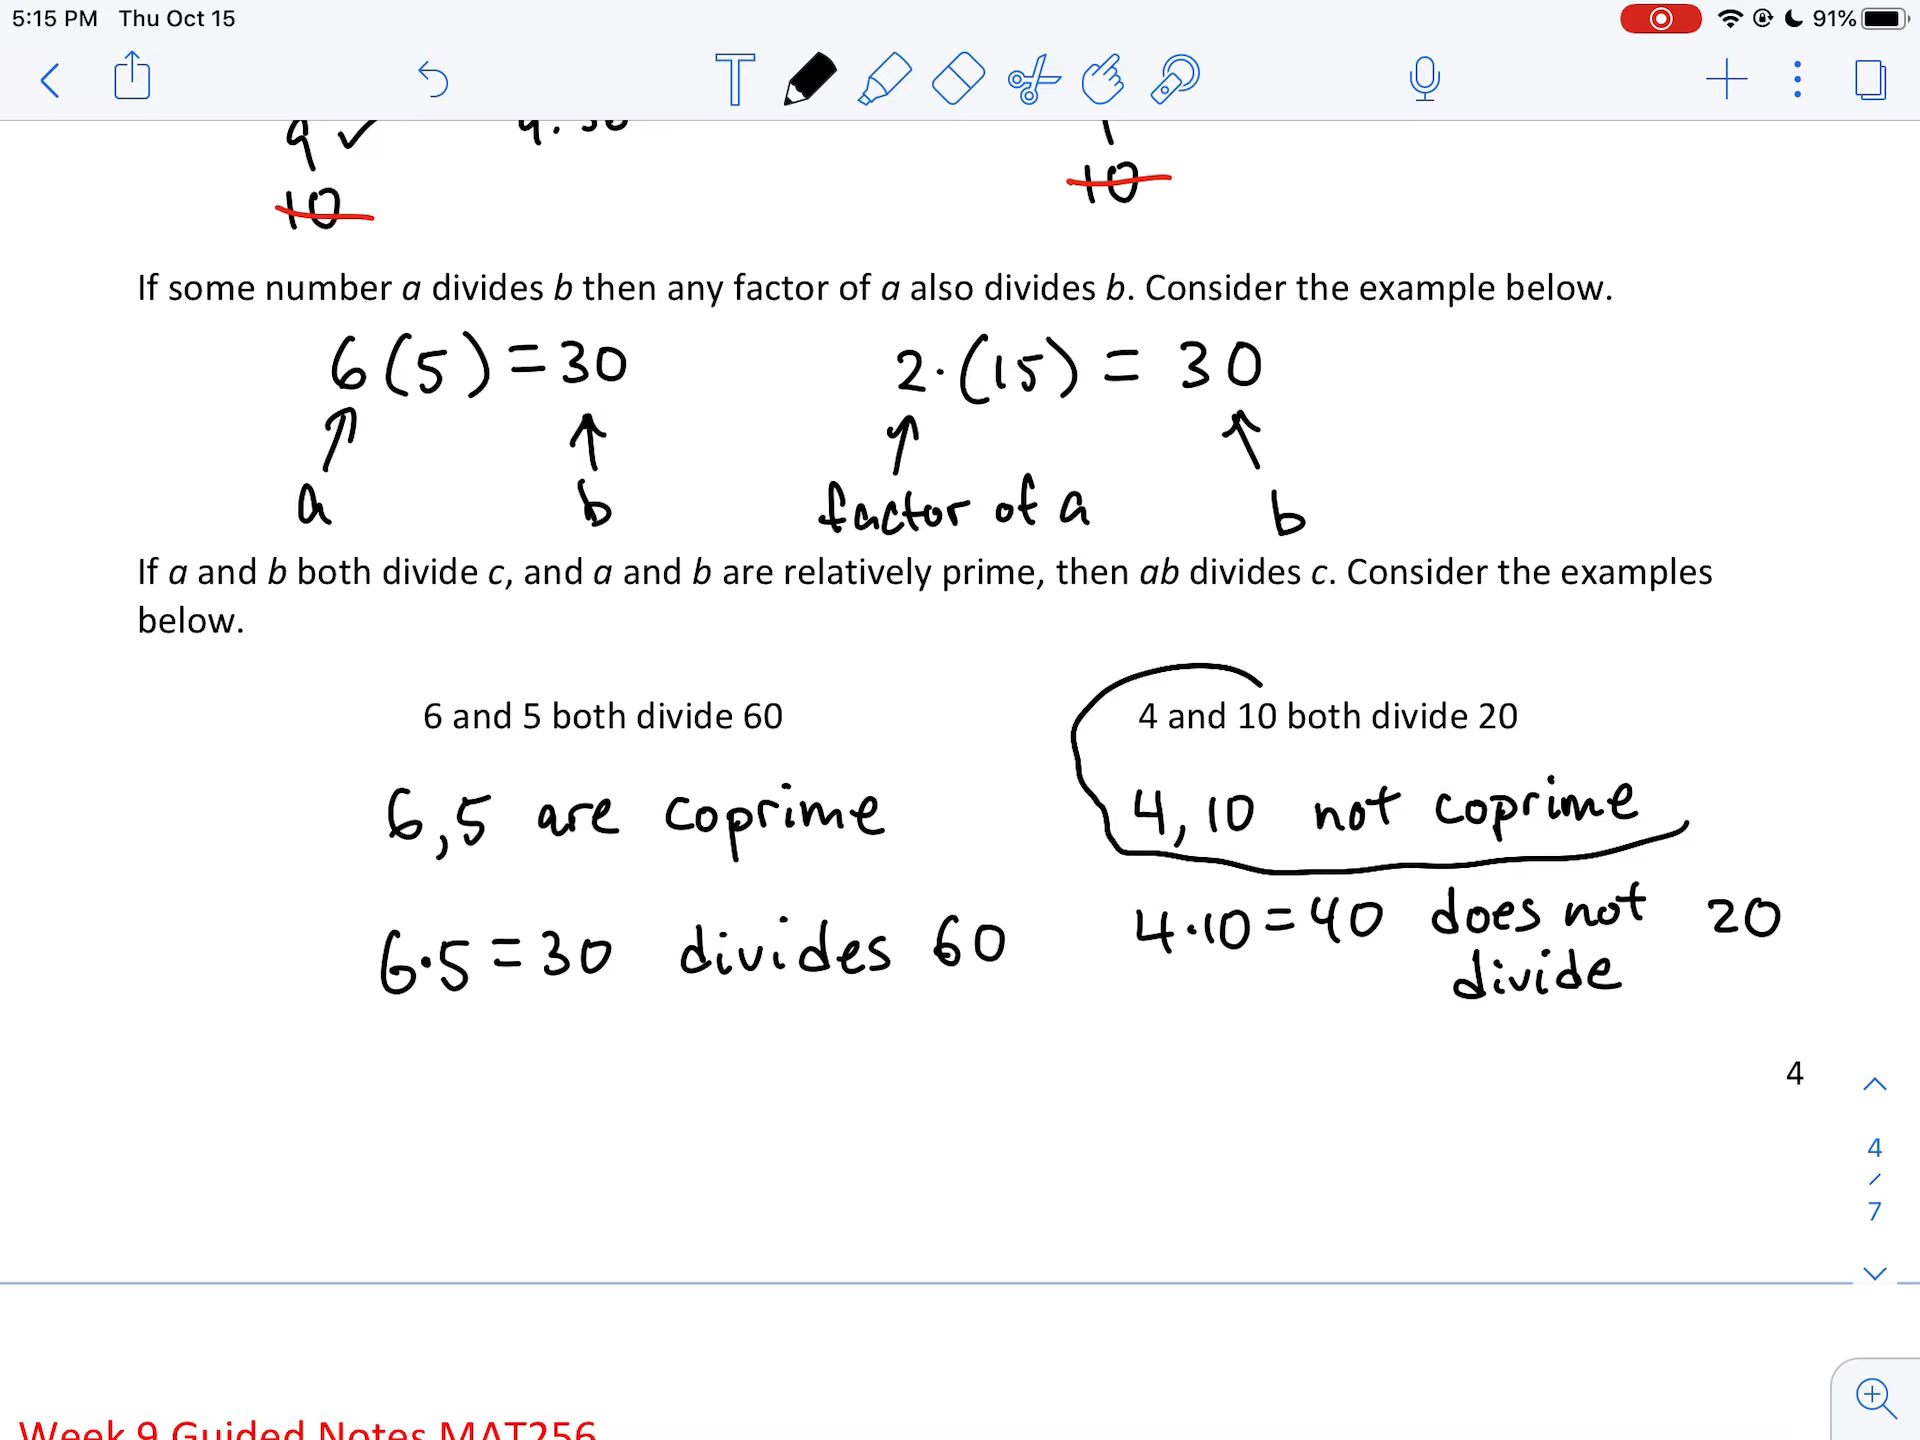 5:15 PM Thu Oct 15
91%
9 ✓
10
10
If some number a divides b then any factor of a also divides b. Consider the example below.
6(5) = 30
2·(15) = 30
a
b
factor of a
b
If a and b both divide c, and a and b are relatively prime, then ab divides c. Consider the examples
below.
6 and 5 both divide 60
4 and 10 both divide 20
6,5 are coprime
4, 10 not coprime
6·5 = 30 divides 60
4·10 = 40 does not divide 20
4
4
/
7
Week 9 Guided Notes MAT256